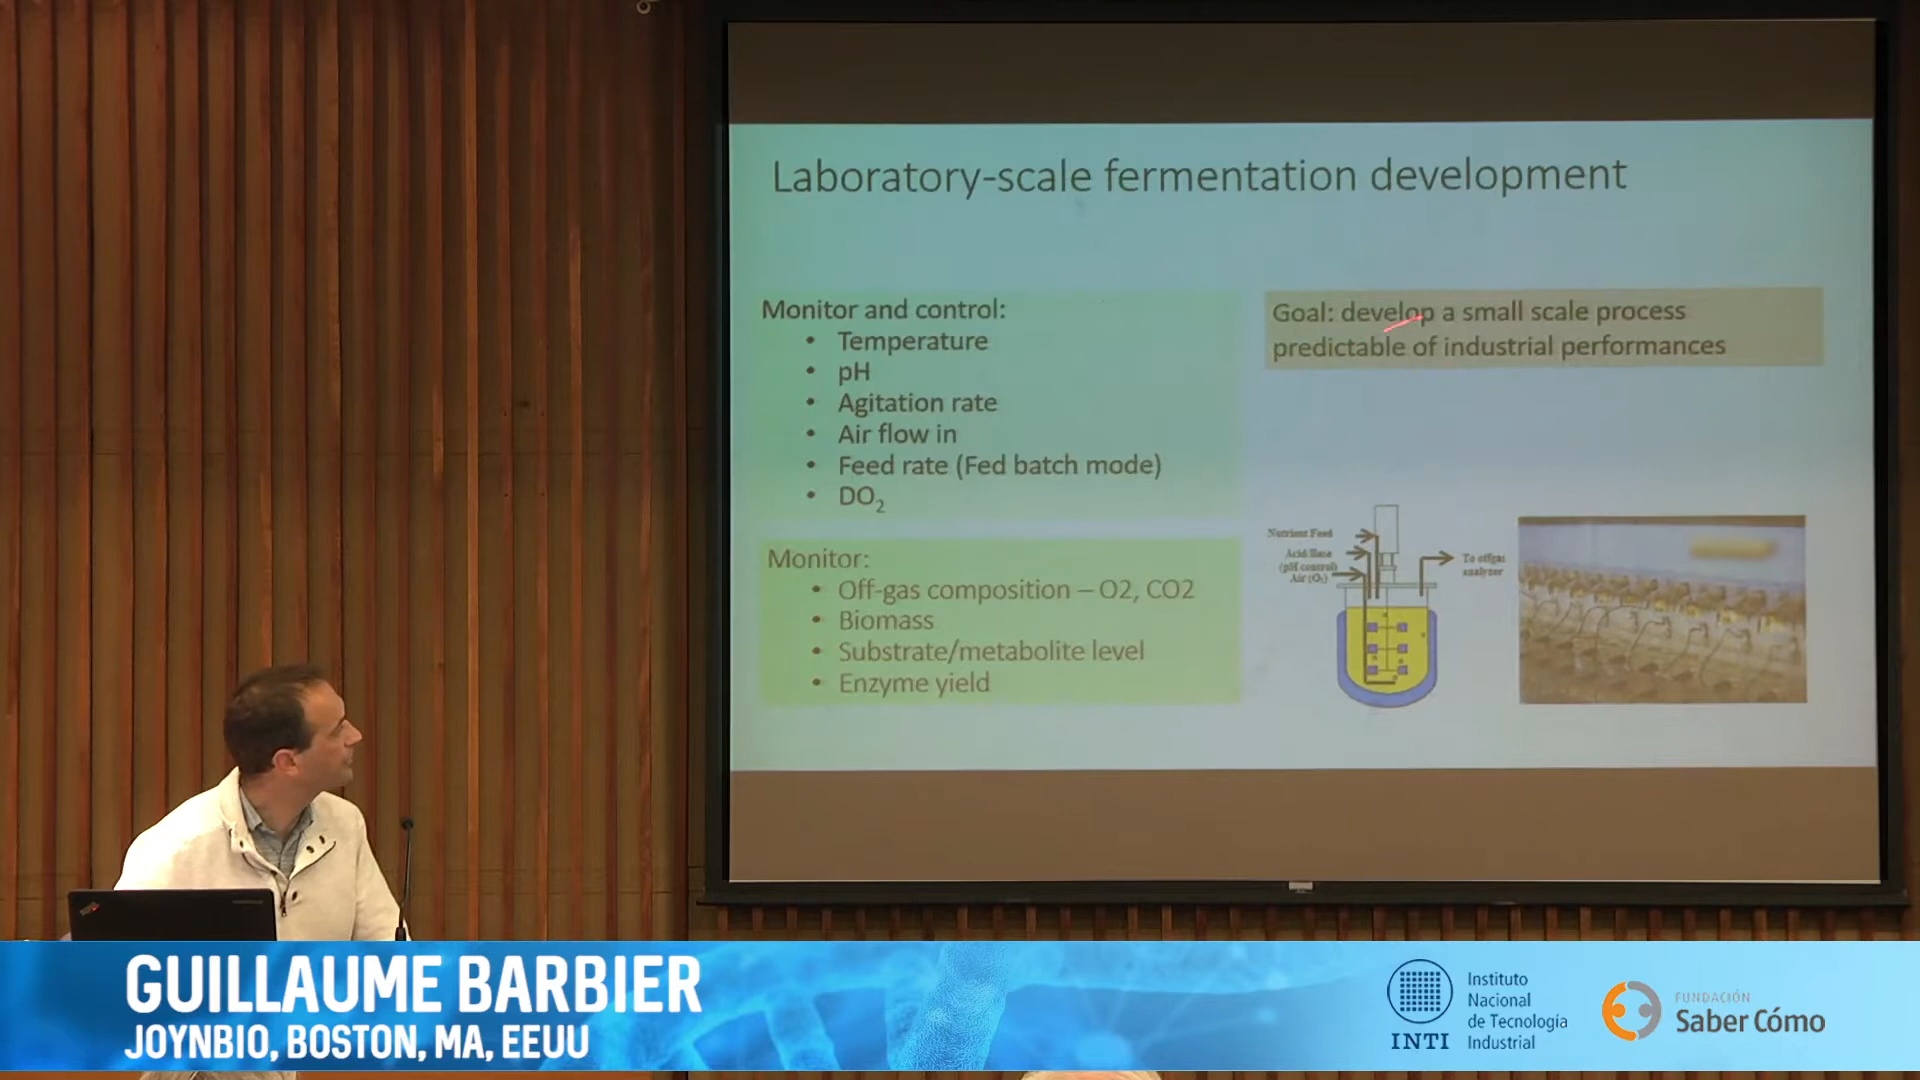 Laboratory-scale fermentation development
Monitor and control:
• Temperature
• pH
• Agitation rate
• Air flow in
• Feed rate (Fed batch mode)
• DO2
Monitor:
• Off-gas composition – O2, CO2
• Biomass
• Substrate/metabolite level
• Enzyme yield
Goal: develop a small scale process
predictable of industrial performances
Nutrient Feed
Acid/Base
(pH control)
Air (O2)
To offgas
analyzer
GUILLAUME BARBIER
JOYNBIO, BOSTON, MA, EEUU
INTI
Instituto
Nacional
de Tecnología
Industrial
FUNDACIÓN
Saber Cómo